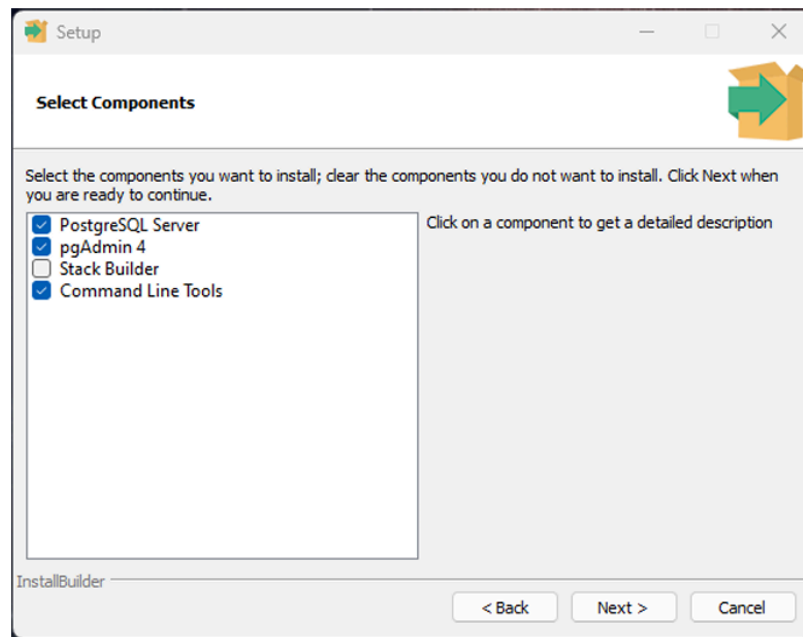 Setup
Select Components
Select the components you want to install; clear the components you do not want to install. Click Next when
you are ready to continue.
PostgreSQL Server
pgAdmin 4
Stack Builder
Command Line Tools
Click on a component to get a detailed description
InstallBuilder
< Back
Next >
Cancel